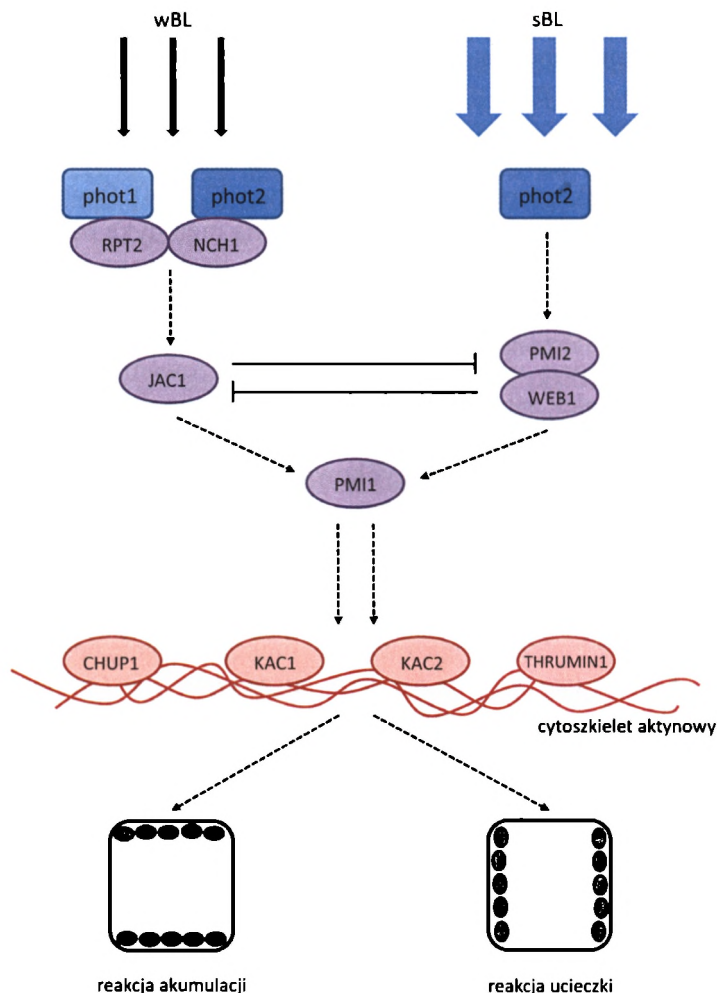 wBL
sBL
phot1
phot2
phot2
RPT2
NCH1
PMI2
JAC1
WEB1
PMI1
CHUP1
KAC1
KAC2
THRUMIN1
cytoszkielet aktynowy
reakcja akumulacji
reakcja ucieczki